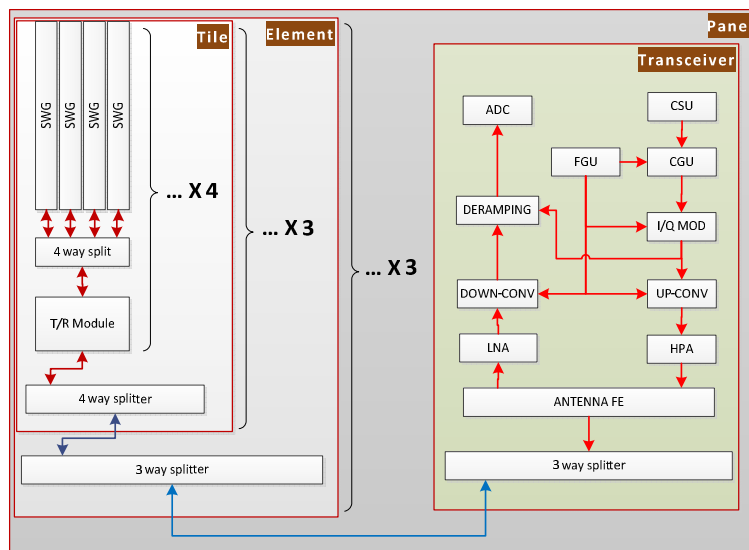 Tile
Element
Pane
Transceiver
SWG
SWG
SWG
SWG
... X 4
... X 3
... X 3
4 way split
T/R Module
4 way splitter
3 way splitter
ADC
CSU
FGU
CGU
DERAMPING
I/Q MOD
DOWN-CONV
UP-CONV
LNA
HPA
ANTENNA FE
3 way splitter